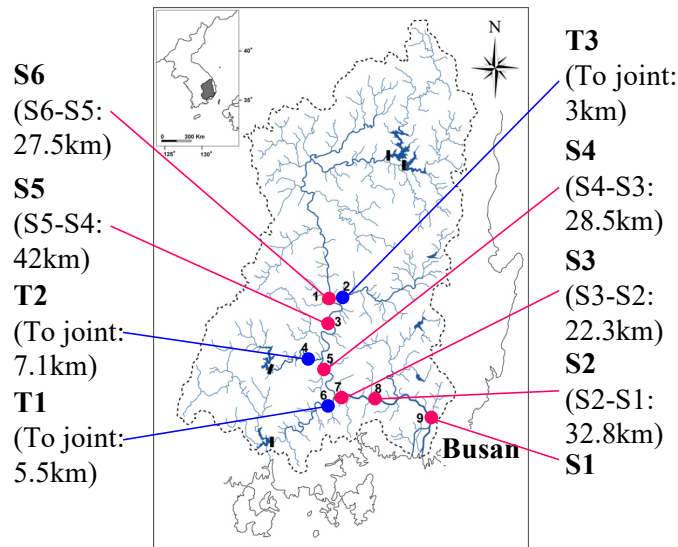 S6
(S6-S5:
27.5km)
S5
(S5-S4:
42km)
T2
(To joint:
7.1km)
T1
(To joint:
5.5km)
40
35
0 300 Km
125 130
N
1
2
3
4
5
6
7
8
9
Busan
T3
(To joint:
3km)
S4
(S4-S3:
28.5km)
S3
(S3-S2:
22.3km)
S2
(S2-S1:
32.8km)
S1